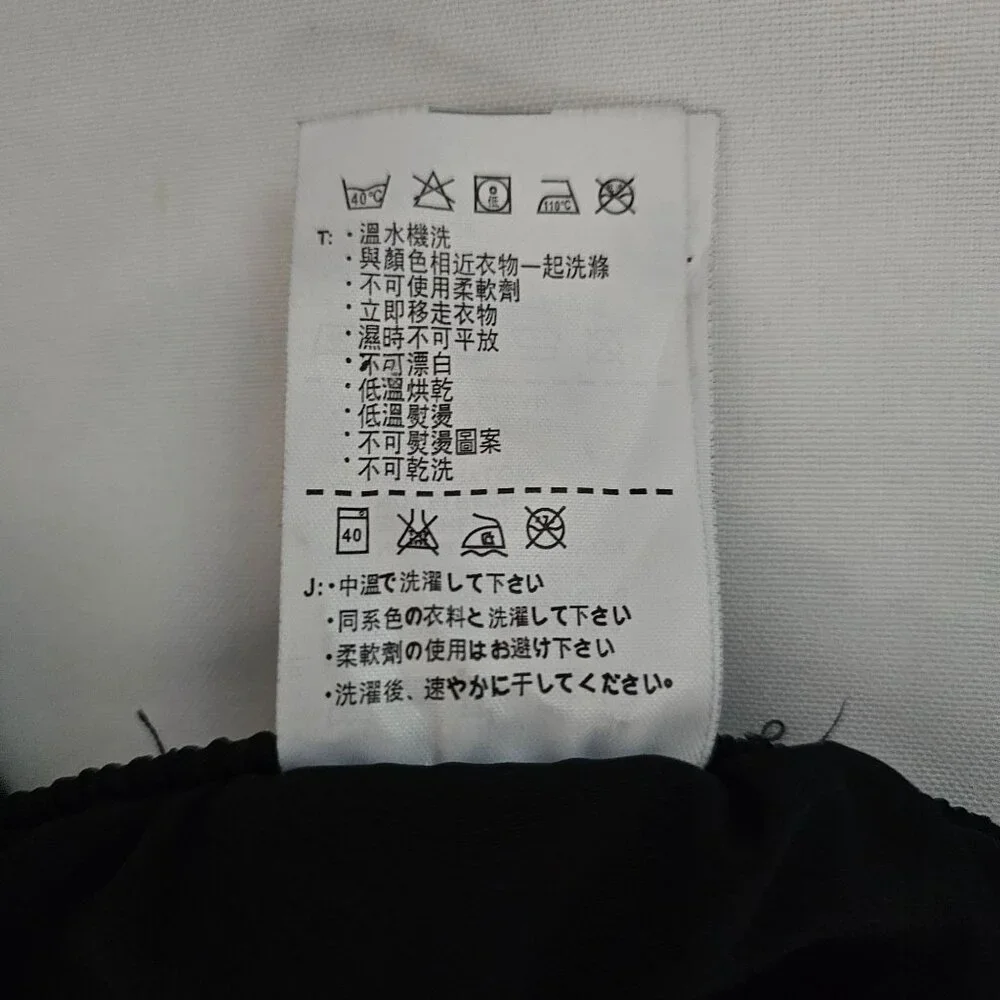 40°C 低 110°C
T: ·溫水機洗
·與顏色相近衣物一起洗滌
·不可使用柔軟劑
·立即移走衣物
·濕時不可平放
·不可漂白
·低溫烘乾
·低溫熨燙
·不可熨燙圖案
·不可乾洗
40 低
J:·中溫で洗濯して下さい
·同系色の衣料と洗濯して下さい
·柔軟劑の使用はお避け下さい
·洗濯後、速やかに干してください。